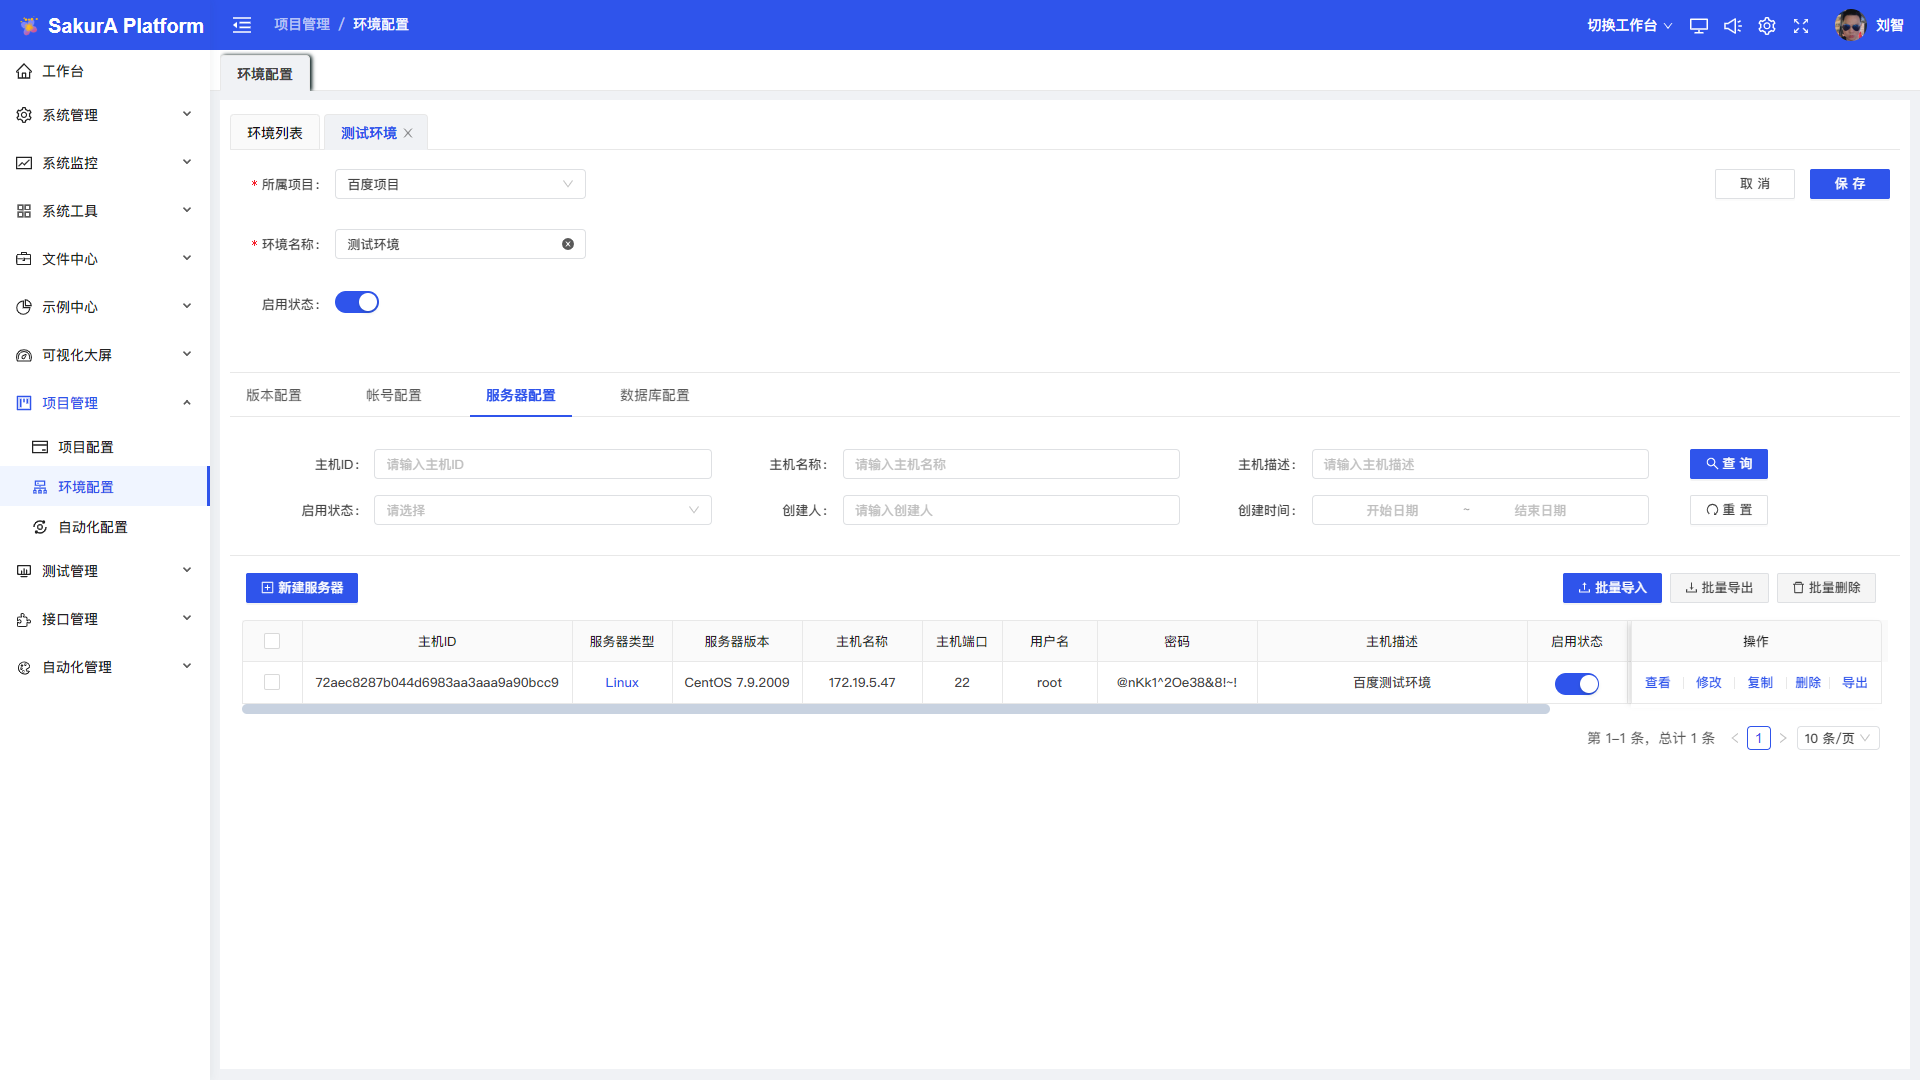 SakurA Platform
项目管理 / 环境配置
切换工作台
刘智
工作台
系统管理
系统监控
系统工具
文件中心
示例中心
可视化大屏
项目管理
项目配置
环境配置
自动化配置
测试管理
接口管理
自动化管理
环境配置
环境列表
测试环境
* 所属项目: 百度项目
取 消
保 存
* 环境名称: 测试环境
启用状态:
版本配置 帐号配置 服务器配置 数据库配置
主机ID: 请输入主机ID
主机名称: 请输入主机名称
主机描述: 请输入主机描述
查 询
启用状态: 请选择
创建人: 请输入创建人
创建时间: 开始日期 ~ 结束日期
重 置
新建服务器
批量导入
批量导出
批量删除
主机ID 服务器类型 服务器版本 主机名称 主机端口 用户名 密码 主机描述 启用状态 操作
72aec8287b044d6983aa3aaa9a90bcc9 Linux CentOS 7.9.2009 172.19.5.47 22 root @nKk1^2Oe38&8!~! 百度测试环境 查看 修改 复制 删除 导出
第 1-1 条, 总计 1 条 < 1 > 10 条/页